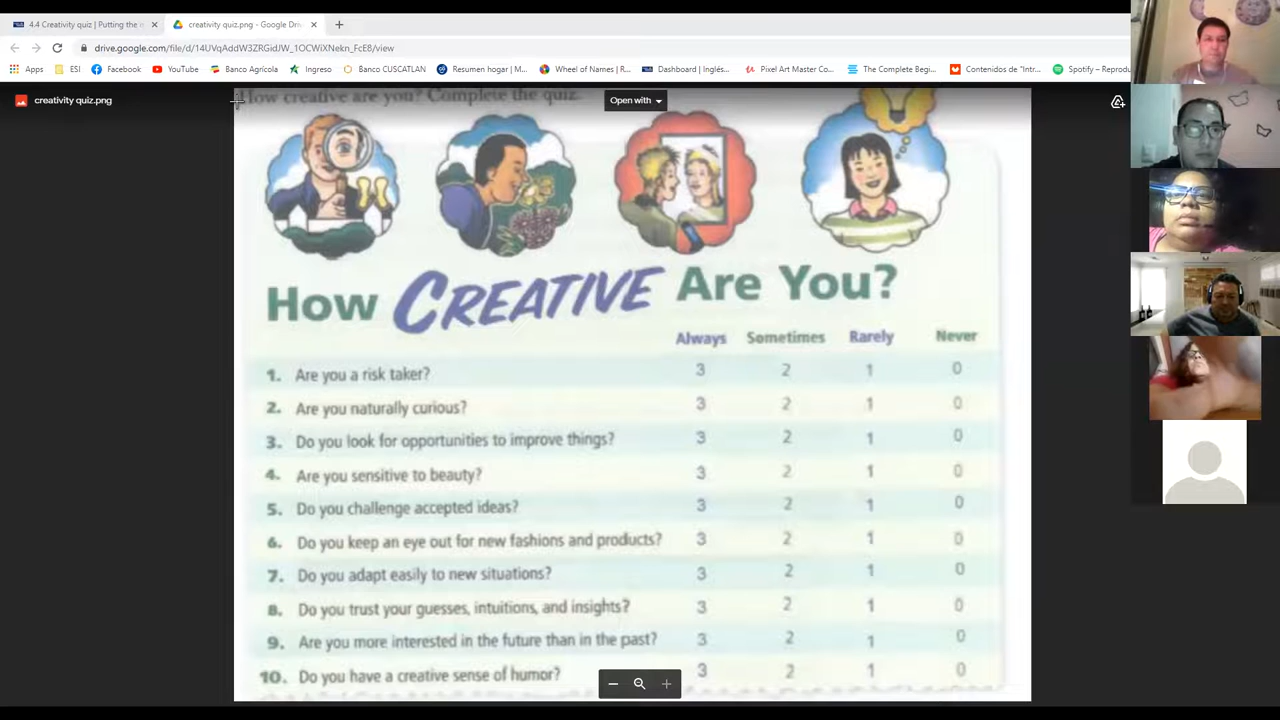 4.4 Creativity quiz | Putting the
creativity quiz.png - Google Dri
drive.google.com/file/d/14UVqAddW3ZRGidJW_1OCWiXNekn_FcE8/view
Apps ESI Facebook YouTube Banco Agrícola Ingreso Banco CUSCATLAN Resumen hogar | M... Wheel of Names | R... Dashboard | Inglés... Pixel Art Master Co... The Complete Begi... Contenidos de "Intr... Spotify – Reprodu
creativity quiz.png
Open with
How creative are you? Complete the quiz.
How CREATIVE Are You?
Always Sometimes Rarely Never
1. Are you a risk taker? 3 2 1 0
2. Are you naturally curious? 3 2 1 0
3. Do you look for opportunities to improve things? 3 2 1 0
4. Are you sensitive to beauty? 3 2 1 0
5. Do you challenge accepted ideas? 3 2 1 0
6. Do you keep an eye out for new fashions and products? 3 2 1 0
7. Do you adapt easily to new situations? 3 2 1 0
8. Do you trust your guesses, intuitions, and insights? 3 2 1 0
9. Are you more interested in the future than in the past? 3 2 1 0
10. Do you have a creative sense of humor? 3 2 1 0